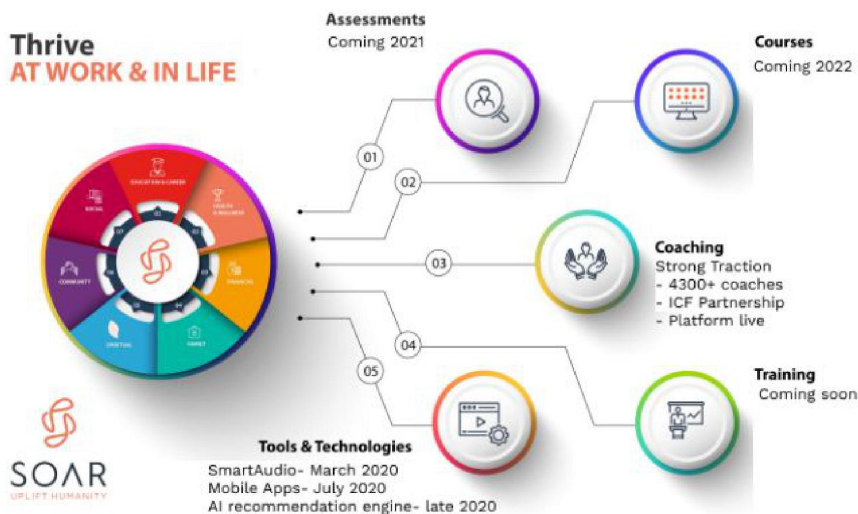 Thrive
AT WORK & IN LIFE
Assessments
Coming 2021
Courses
Coming 2022
01
02
03
04
05
EDUCATION & CAREER
HEALTH
& WELLNESS
FINANCIAL
FAMILY
SPIRITUAL
COMMUNITY
SOCIAL
Coaching
Strong Traction
- 4300+ coaches
- ICF Partnership
- Platform live
Training
Coming soon
Tools & Technologies
SmartAudio- March 2020
Mobile Apps- July 2020
AI recommendation engine- late 2020
SOAR
UPLIFT HUMANITY